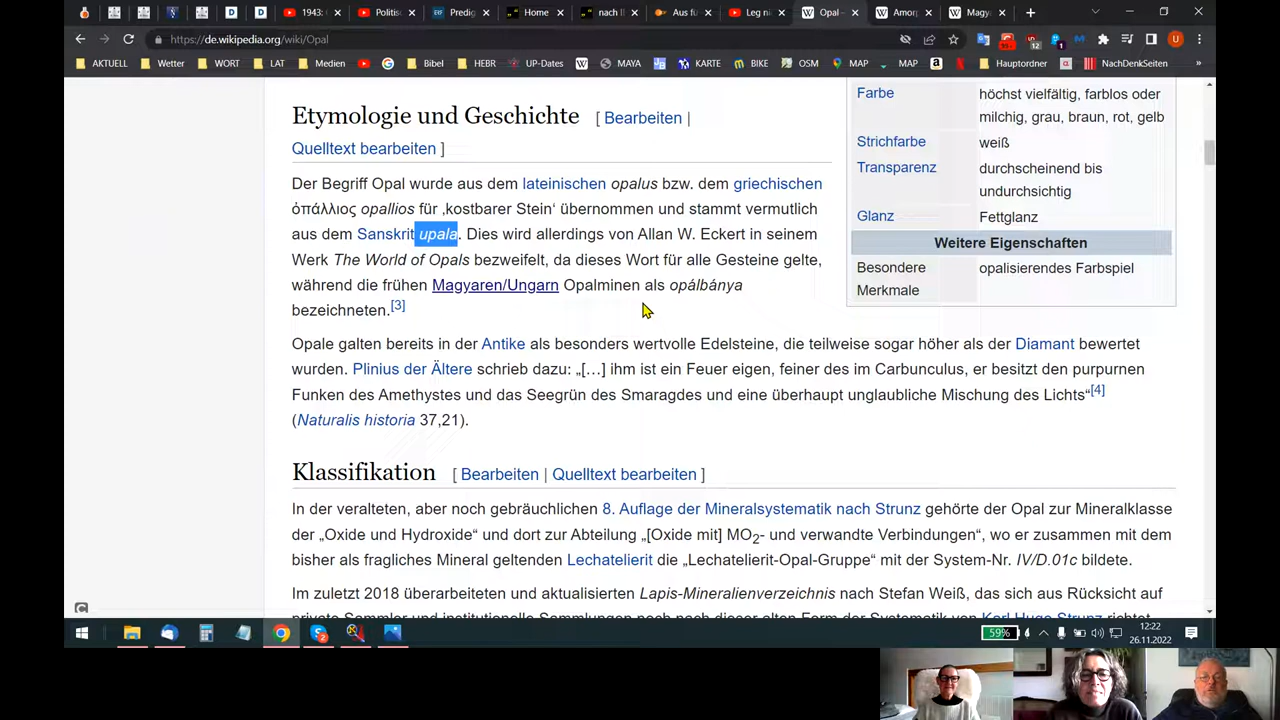 1943: (
Politisc
Predig
Home
nach II
Aus fü
Leg nic
Opal –
Amorp
Magya
https://de.wikipedia.org/wiki/Opal
AKTUELL
Wetter
WORT
LAT
Medien
Bibel
HEBR
UP-Dates
MAYA
KARTE
BIKE
OSM
MAP
MAP
Hauptordner
NachDenkSeiten
Etymologie und Geschichte [ Bearbeiten |
Quelltext bearbeiten ]
Der Begriff Opal wurde aus dem lateinischen opalus bzw. dem griechischen
ὀπάλλιος opallios für ‚kostbarer Stein‘ übernommen und stammt vermutlich
aus dem Sanskrit upala. Dies wird allerdings von Allan W. Eckert in seinem
Werk The World of Opals bezweifelt, da dieses Wort für alle Gesteine gelte,
während die frühen Magyaren/Ungarn Opalminen als opálbánya
bezeichneten.[3]
Farbe höchst vielfältig, farblos oder
milchig, grau, braun, rot, gelb
Strichfarbe weiß
Transparenz durchscheinend bis
undurchsichtig
Glanz Fettglanz
Weitere Eigenschaften
Besondere opalisierendes Farbspiel
Merkmale
Opale galten bereits in der Antike als besonders wertvolle Edelsteine, die teilweise sogar höher als der Diamant bewertet
wurden. Plinius der Ältere schrieb dazu: „[…] ihm ist ein Feuer eigen, feiner des im Carbunculus, er besitzt den purpurnen
Funken des Amethystes und das Seegrün des Smaragdes und eine überhaupt unglaubliche Mischung des Lichts“[4]
(Naturalis historia 37,21).
Klassifikation [ Bearbeiten | Quelltext bearbeiten ]
In der veralteten, aber noch gebräuchlichen 8. Auflage der Mineralsystematik nach Strunz gehörte der Opal zur Mineralklasse
der „Oxide und Hydroxide“ und dort zur Abteilung „[Oxide mit] MO2- und verwandte Verbindungen“, wo er zusammen mit dem
bisher als fragliches Mineral geltenden Lechatelierit die „Lechatelierit-Opal-Gruppe“ mit der System-Nr. IV/D.01c bildete.
Im zuletzt 2018 überarbeiteten und aktualisierten Lapis-Mineralienverzeichnis nach Stefan Weiß, das sich aus Rücksicht auf
59%
12:22
26.11.2022